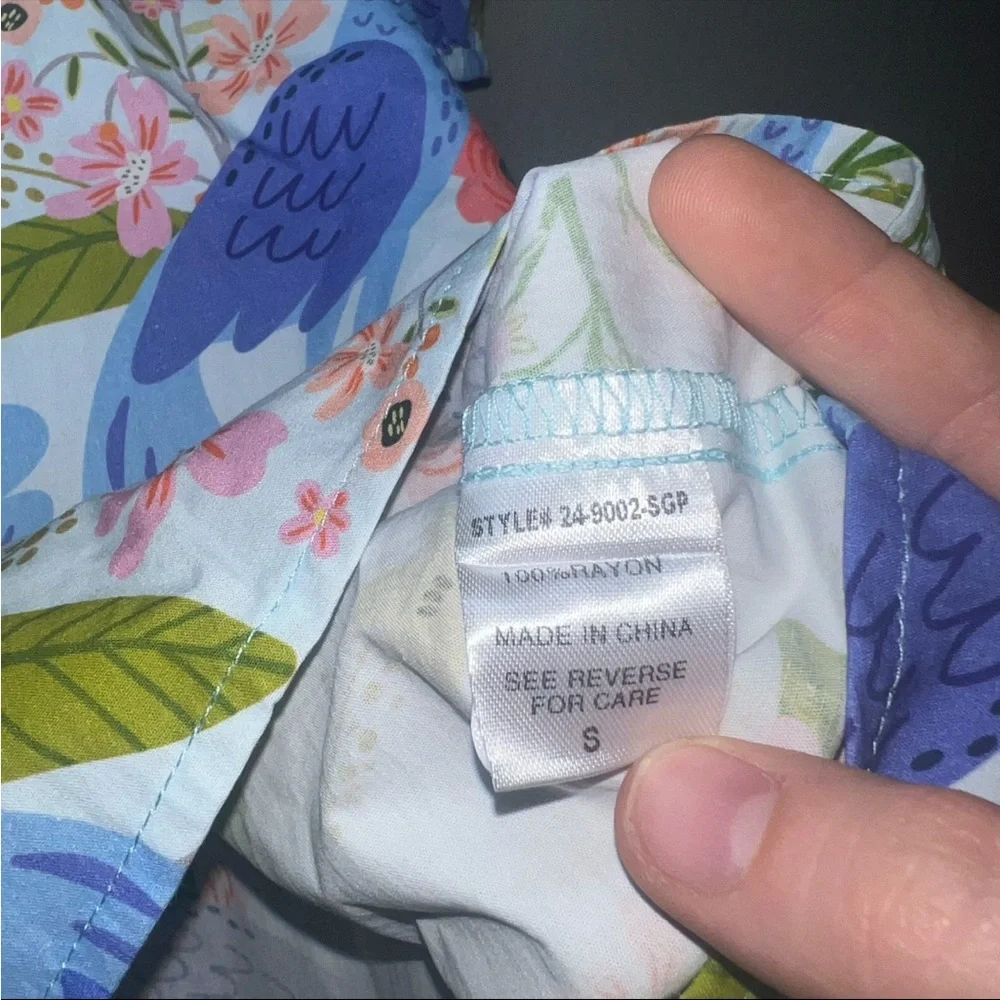 STYLE# 24-9002-SGP
100%RAYON
MADE IN CHINA
SEE REVERSE
FOR CARE
S